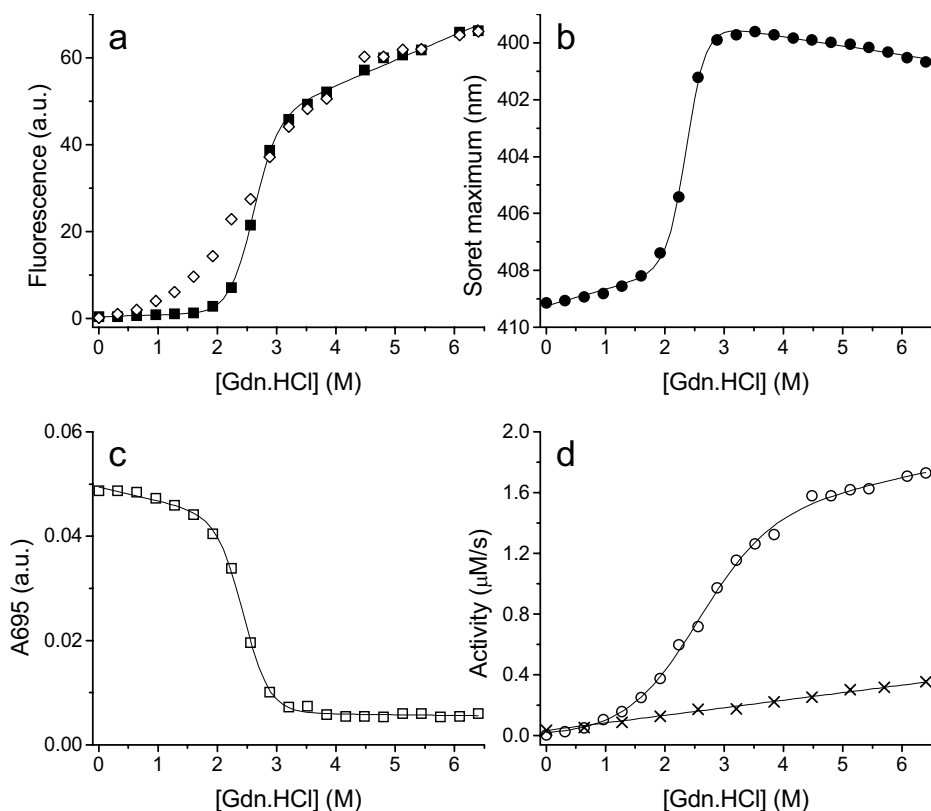 a
Fluorescence (a.u.)
60
40
20
0
0 1 2 3 4 5 6
[Gdn.HCl] (M)
b
Soret maximum (nm)
400
402
404
406
408
410
0 1 2 3 4 5 6
[Gdn.HCl] (M)
c
A695 (a.u.)
0.06
0.04
0.02
0.00
0 1 2 3 4 5 6
[Gdn.HCl] (M)
d
Activity (μM/s)
2.0
1.6
1.2
0.8
0.4
0.0
0 1 2 3 4 5 6
[Gdn.HCl] (M)